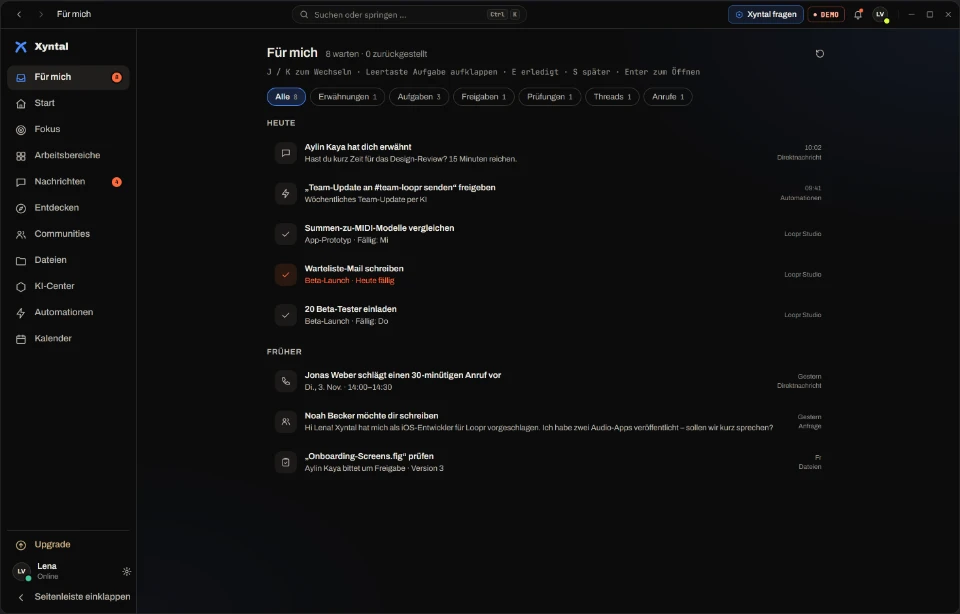 Für mich
Suchen oder springen ...
Ctrl K
Xyntal fragen
DEMO
LV
Xyntal
Für mich 8
Start
Fokus
Arbeitsbereiche
Nachrichten 4
Entdecken
Communities
Dateien
KI-Center
Automationen
Kalender
Upgrade
LV
Lena
Online
Seitenleiste einklappen
Für mich 8 warten · 0 zurückgestellt
J / K zum Wechseln · Leertaste Aufgabe aufklappen · E erledigt · S später · Enter zum Öffnen
Alle 8
Erwähnungen 1
Aufgaben 3
Freigaben 1
Prüfungen 1
Threads 1
Anrufe 1
HEUTE
Aylin Kaya hat dich erwähnt
Hast du kurz Zeit für das Design-Review? 15 Minuten reichen.
10:02
Direktnachricht
„Team-Update an #team-loopr senden“ freigeben
Wöchentliches Team-Update per KI
09:41
Automationen
Summen-zu-MIDI-Modelle vergleichen
App-Prototyp · Fällig: Mi
Loopr Studio
Warteliste-Mail schreiben
Beta-Launch · Heute fällig
Loopr Studio
20 Beta-Tester einladen
Beta-Launch · Fällig: Do
Loopr Studio
FRÜHER
Jonas Weber schlägt einen 30-minütigen Anruf vor
Di., 3. Nov. · 14:00–14:30
Gestern
Direktnachricht
Noah Becker möchte dir schreiben
Hi Lena! Xyntal hat mich als iOS-Entwickler für Loopr vorgeschlagen. Ich habe zwei Audio-Apps veröffentlicht – sollen wir kurz sprechen?
Gestern
Anfrage
„Onboarding-Screens.fig“ prüfen
Aylin Kaya bittet um Freigabe · Version 3
Fr
Dateien